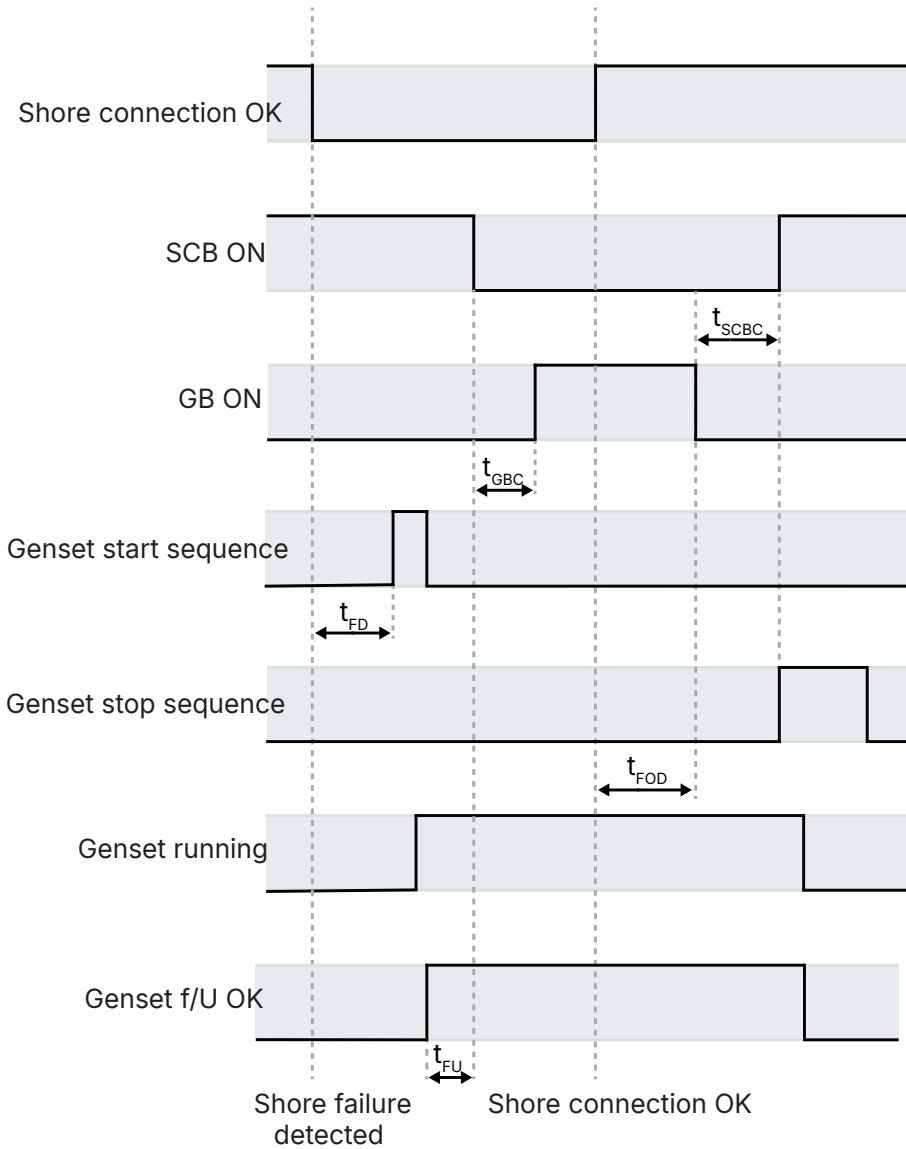 Shore connection OK
SCB ON
tSCBC
GB ON
tGBC
Genset start sequence
tFD
Genset stop sequence
tFOD
Genset running
Genset f/U OK
tFU
Shore failure
detected
Shore connection OK